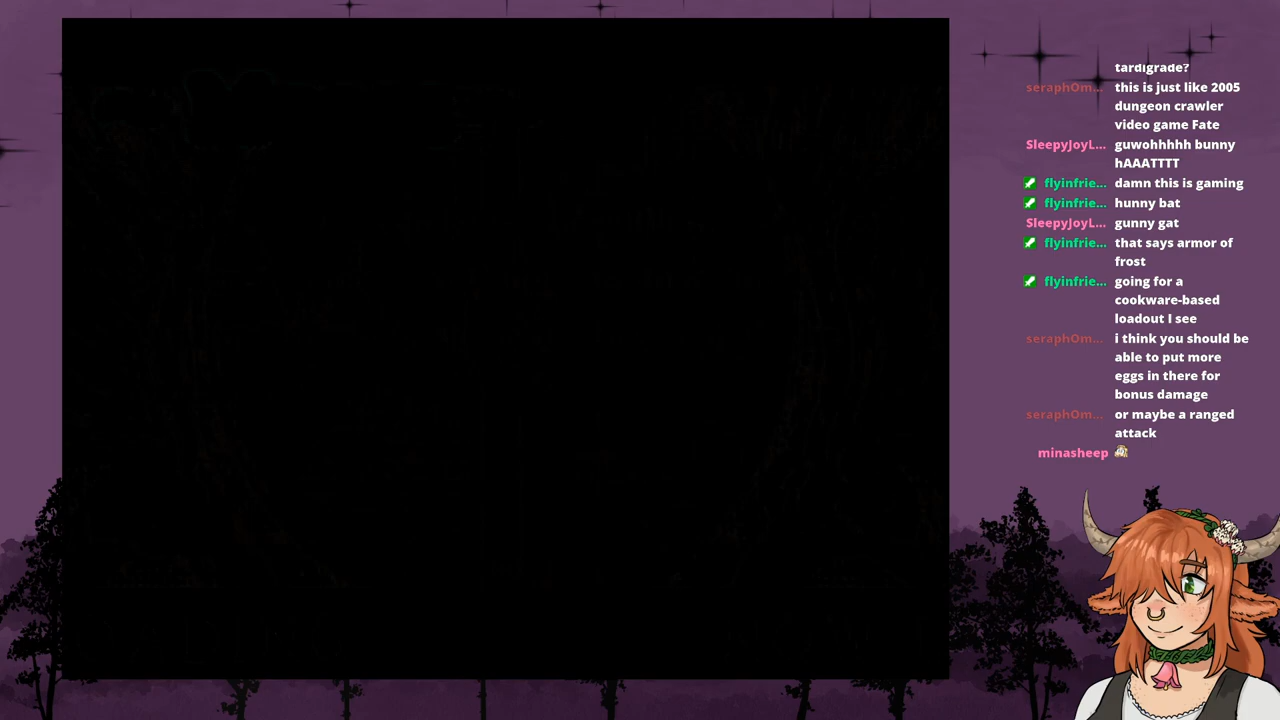 tardigrade?
seraphOm... this is just like 2005
dungeon crawler
video game Fate
SleepyJoyL... guwohhhhh bunny
hAAATTTT
flyinfrie... damn this is gaming
flyinfrie... hunny bat
SleepyJoyL... gunny gat
flyinfrie... that says armor of
frost
flyinfrie... going for a
cookware-based
loadout I see
seraphOm... i think you should be
able to put more
eggs in there for
bonus damage
seraphOm... or maybe a ranged
attack
minasheep